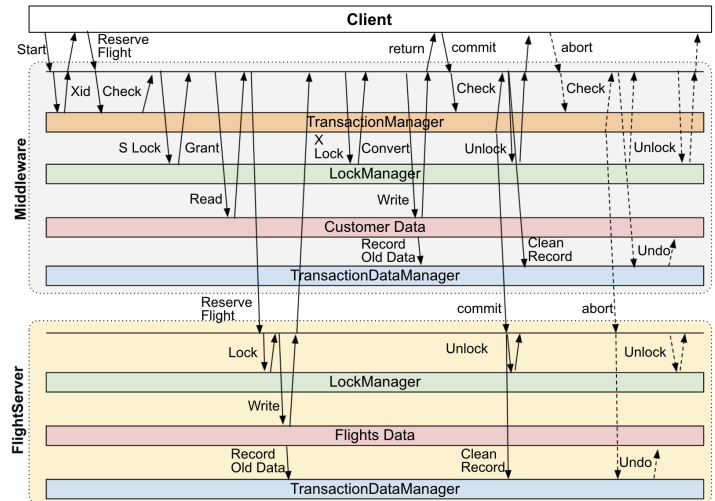 Client
Start
Reserve
Flight
return
commit
abort
Middleware
Xid
Check
Check
Check
TransactionManager
S Lock
Grant
X
Lock
Convert
Unlock
Unlock
LockManager
Read
Write
Customer Data
Record
Old Data
Clean
Record
Undo
TransactionDataManager
Reserve
Flight
commit
abort
FlightServer
Lock
Unlock
Unlock
LockManager
Write
Flights Data
Record
Old Data
Clean
Record
Undo
TransactionDataManager